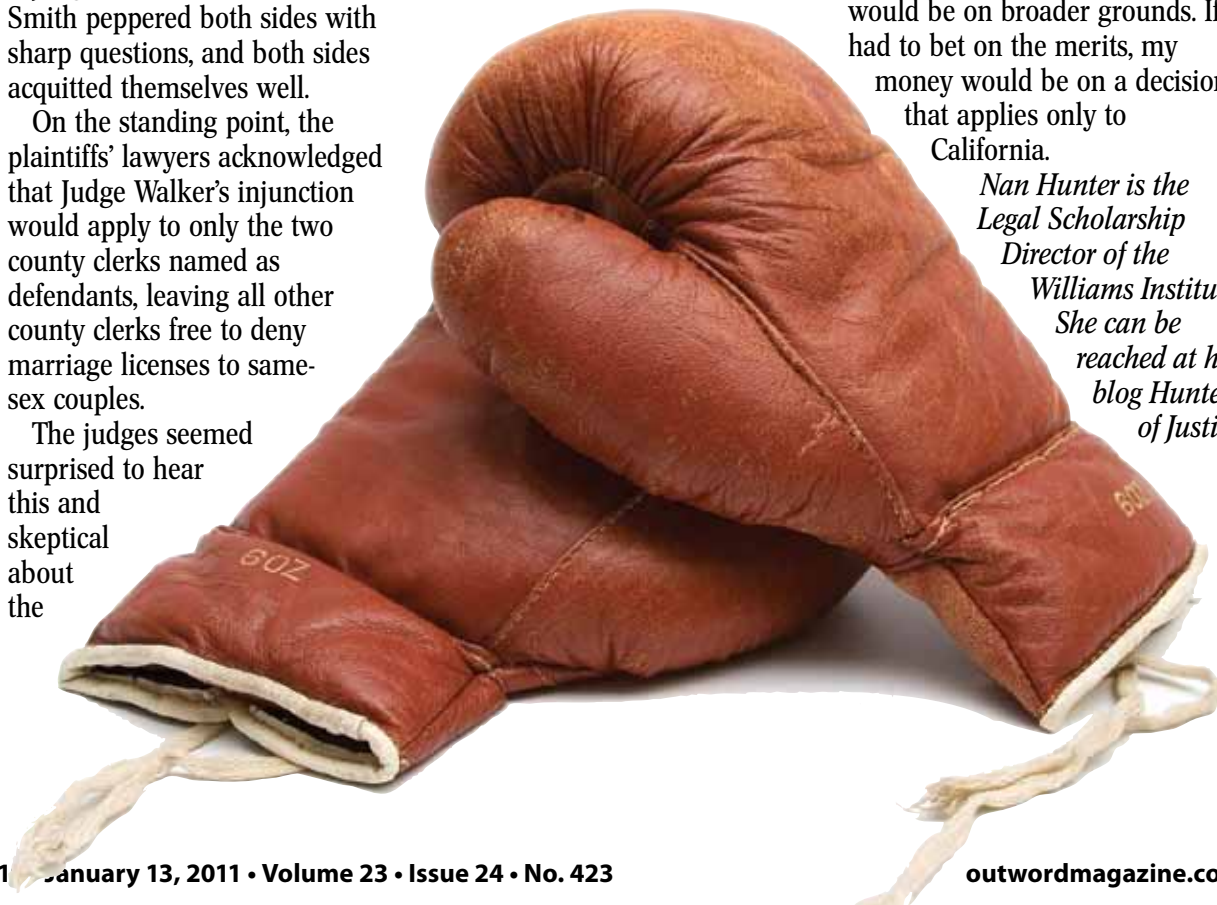 Smith peppered both sides with
sharp questions, and both sides
acquitted themselves well.
On the standing point, the
plaintiffs' lawyers acknowledged
that Judge Walker's injunction
would apply to only the two
county clerks named as
defendants, leaving all other
county clerks free to deny
marriage licenses to same-
sex couples.
The judges seemed
surprised to hear
this and
skeptical
about
the
would be on broader grounds. If
had to bet on the merits, my
money would be on a decision
that applies only to
California.
Nan Hunter is the
Legal Scholarship
Director of the
Williams
She can be
reached at
blog
of
6OZ
6OZ
January 13, 2011 • Volume 23 • Issue 24 • No. 423
outwordmagazine.co